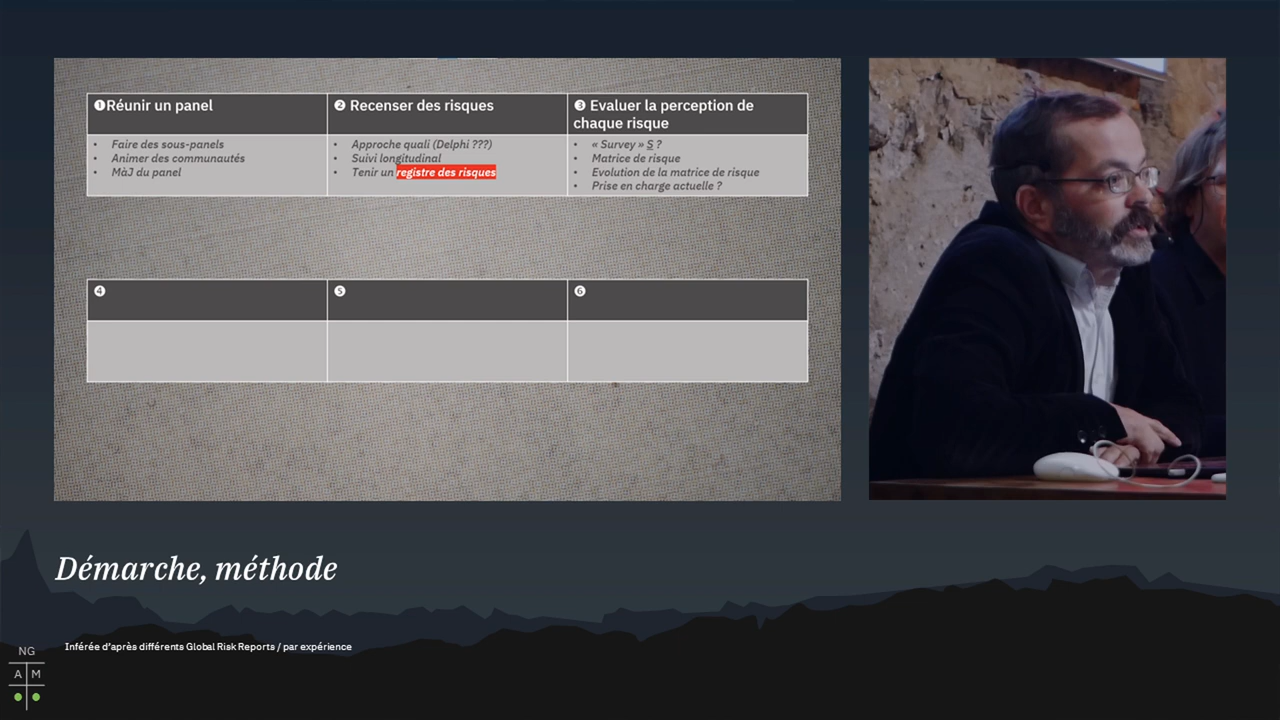 ❶Réunir un panel
❷ Recenser des risques
❸ Evaluer la perception de
chaque risque
• Faire des sous-panels
• Animer des communautés
• MàJ du panel
• Approche quali (Delphi ???)
• Suivi longitudinal
• Tenir un registre des risques
• « Survey » S ?
• Matrice de risque
• Evolution de la matrice de risque
• Prise en charge actuelle ?
❹
❺
❻
Démarche, méthode
Inférée d’après différents Global Risk Reports / par expérience
NG
A M